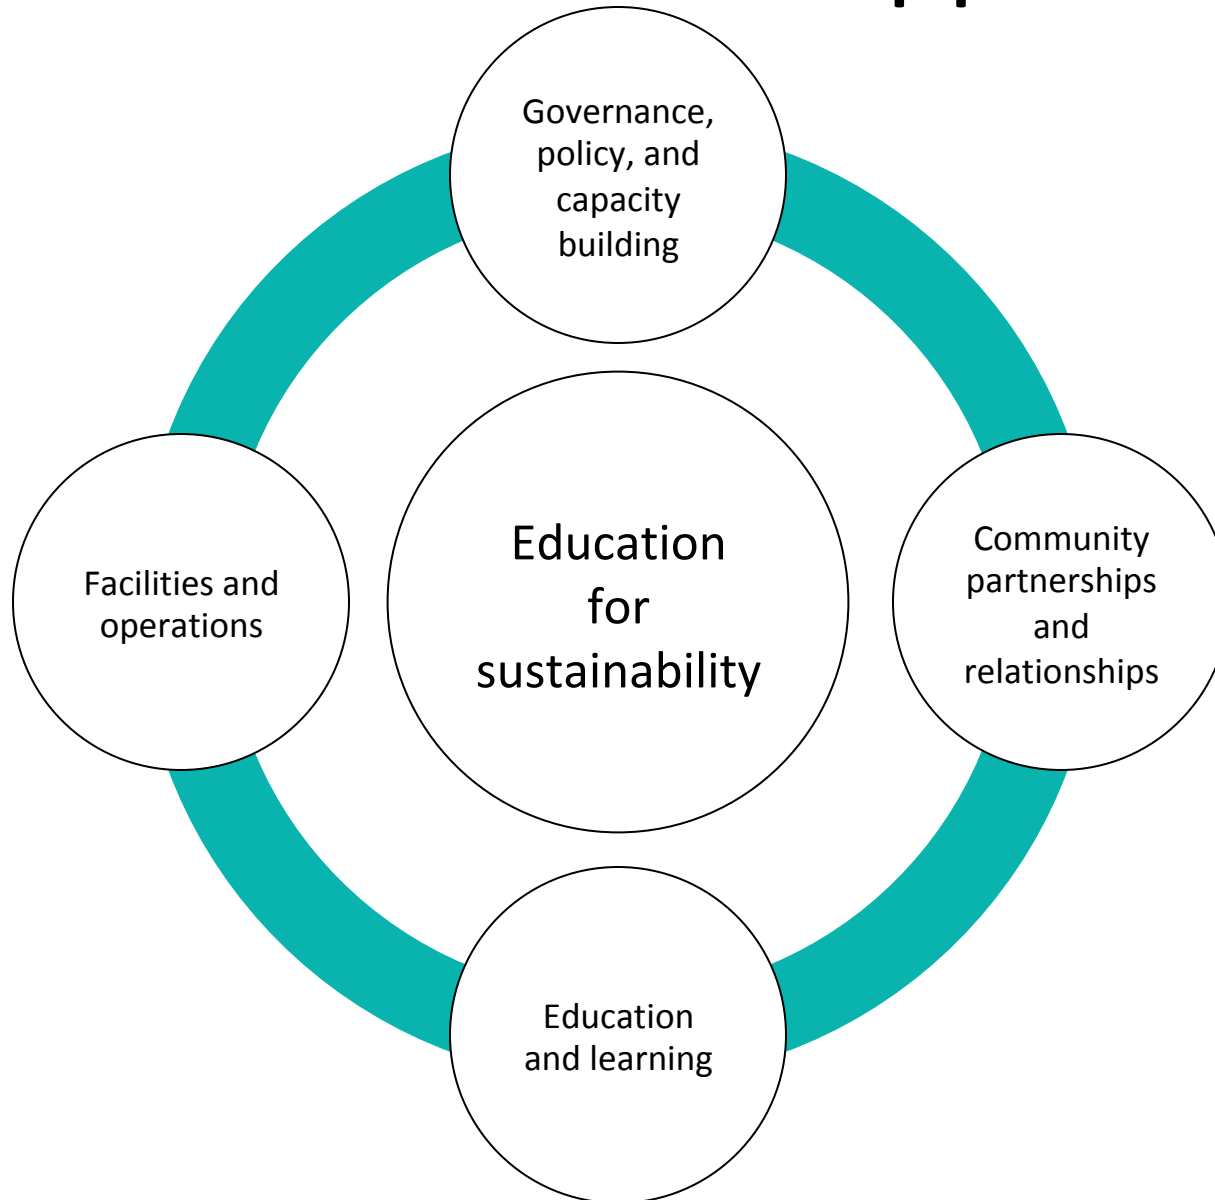 Governance,
policy, and
capacity
building
Education
for
sustainability
Facilities and
operations
Community
partnerships
and
relationships
Education
and learning